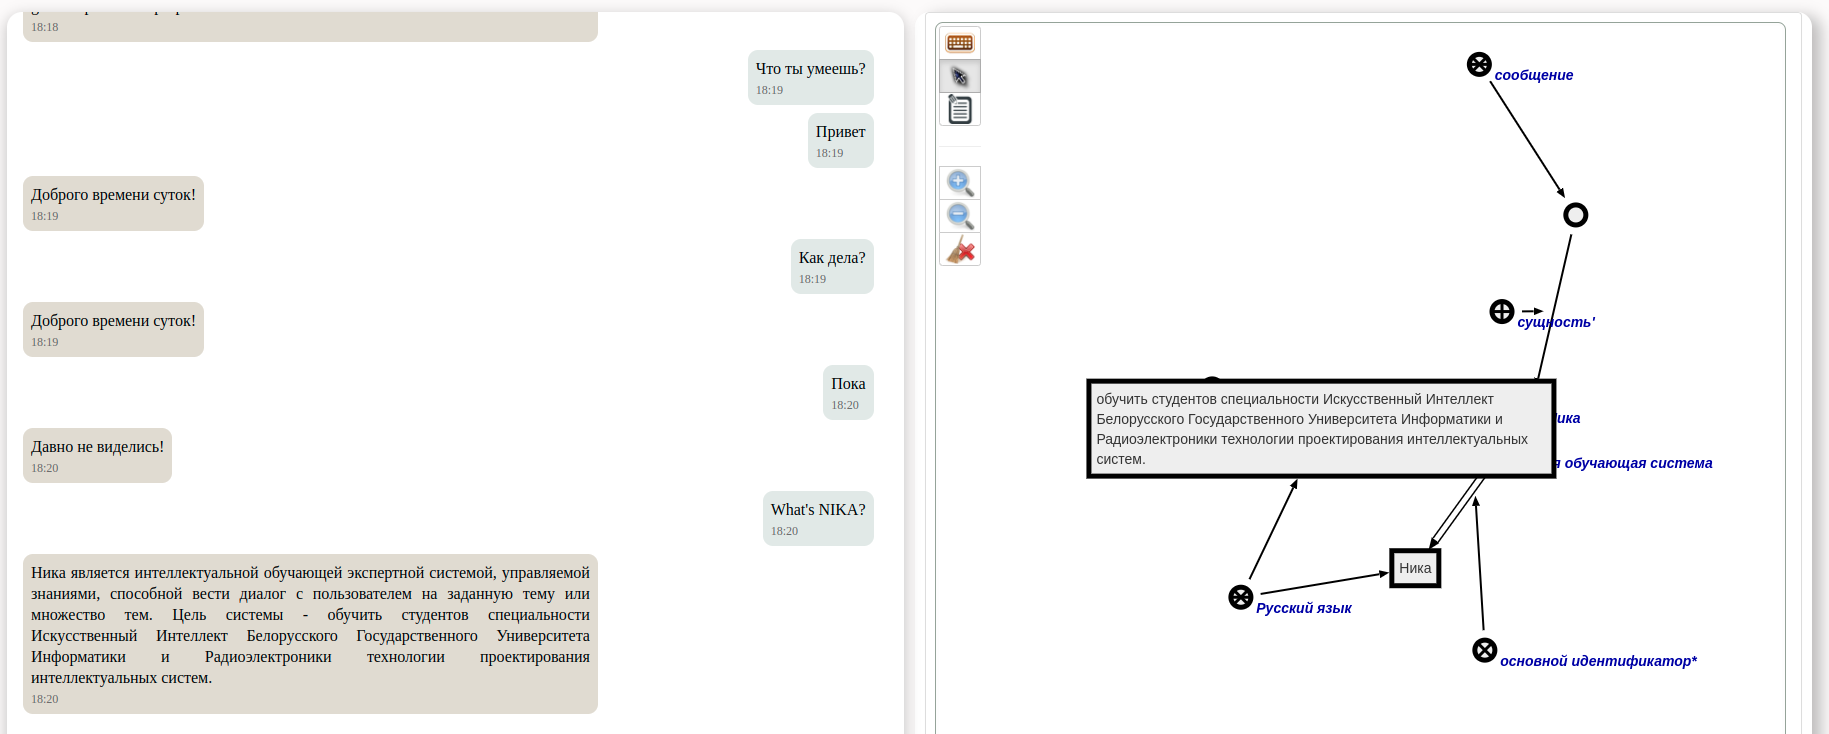 18:18
Что ты умеешь?
18:19
Привет
18:19
Доброго времени суток!
18:19
Как дела?
18:19
Доброго времени суток!
18:19
Пока
18:20
Давно не виделись!
18:20
What's NIKA?
18:20
Ника является интеллектуальной обучающей экспертной системой, управляемой
знаниями, способной вести диалог с пользователем на заданную тему или
множество тем. Цель системы - обучить студентов специальности
Искусственный Интеллект Белорусского Государственного Университета
Информатики и Радиоэлектроники технологии проектирования
интеллектуальных систем.
18:20
сообщение
сущность'
обучить студентов специальности Искусственный Интеллект
Белорусского Государственного Университета Информатики и
Радиоэлектроники технологии проектирования интеллектуальных
систем.
ика
я обучающая система
Ника
Русский язык
основной идентификатор*